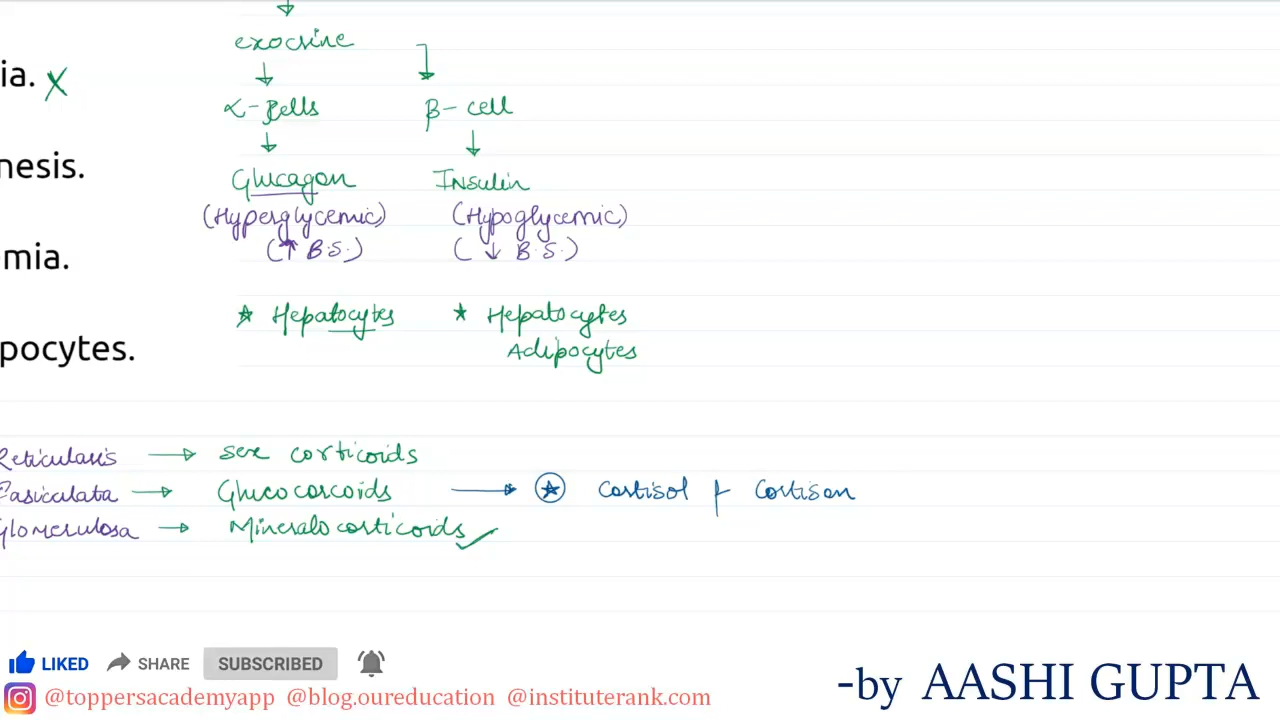 exocrine
ia. X
α-cells β-cell
nesis.
Glucagon Insulin
(Hyperglycemic) (Hypoglycemic)
(↑ B.S.) (↓ B.S.)
mia.
★ Hepatocytes ★ Hepatocytes
pocytes.
Adipocytes
Reticularis → sex corticoids
Fasiculata → Glucocorcoids → ★ Cortisol & Cortison
Glomerulosa → Mineralocorticoids ✓
LIKED SHARE SUBSCRIBED
@toppersacademyapp @blog.oureducation @instituterank.com
-by AASHI GUPTA